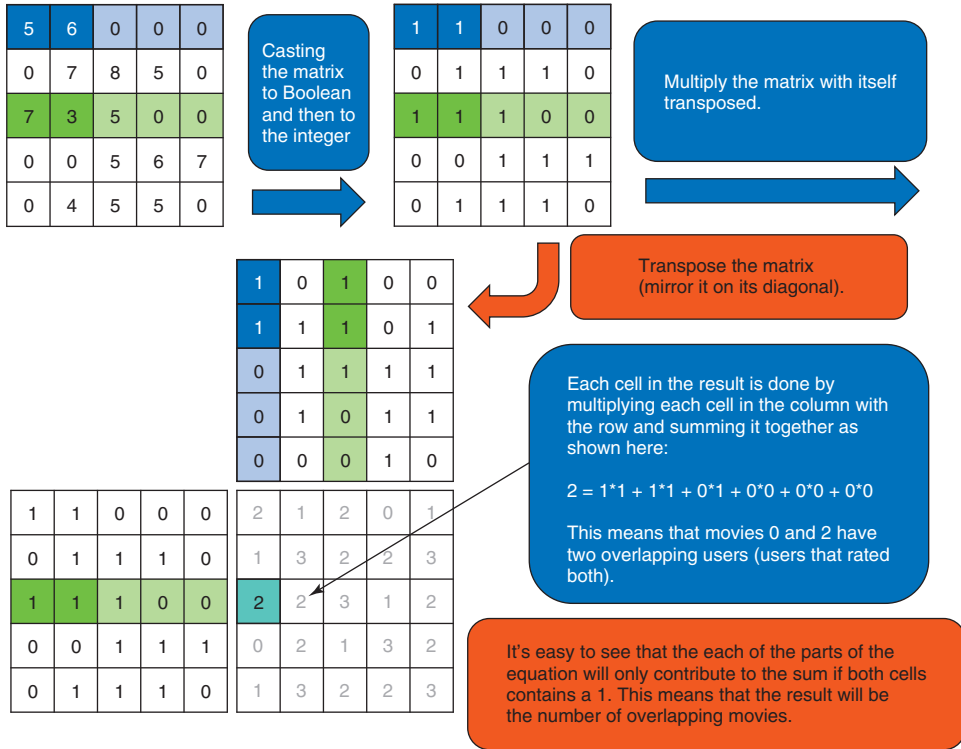 5 6 0 0 0
0 7 8 5 0
7 3 5 0 0
0 0 5 6 7
0 4 5 5 0
Casting
the matrix
to Boolean
and then to
the integer
1 1 0 0 0
0 1 1 1 0
1 1 1 0 0
0 0 1 1 1
0 1 1 1 0
Multiply the matrix with itself
transposed.
Transpose the matrix
(mirror it on its diagonal).
1 0 1 0 0
1 1 1 0 1
0 1 1 1 1
0 1 0 1 1
0 0 0 1 0
Each cell in the result is done by
multiplying each cell in the column with
the row and summing it together as
shown here:
2 = 1*1 + 1*1 + 0*1 + 0*0 + 0*0 + 0*0
This means that movies 0 and 2 have
two overlapping users (users that rated
both).
1 1 0 0 0
0 1 1 1 0
1 1 1 0 0
0 0 1 1 1
0 1 1 1 0
2 1 2 0 1
1 3 2 2 3
2 2 3 1 2
0 2 1 3 2
1 3 2 2 3
It's easy to see that the each of the parts of the
equation will only contribute to the sum if both cells
contains a 1. This means that the result will be
the number of overlapping movies.